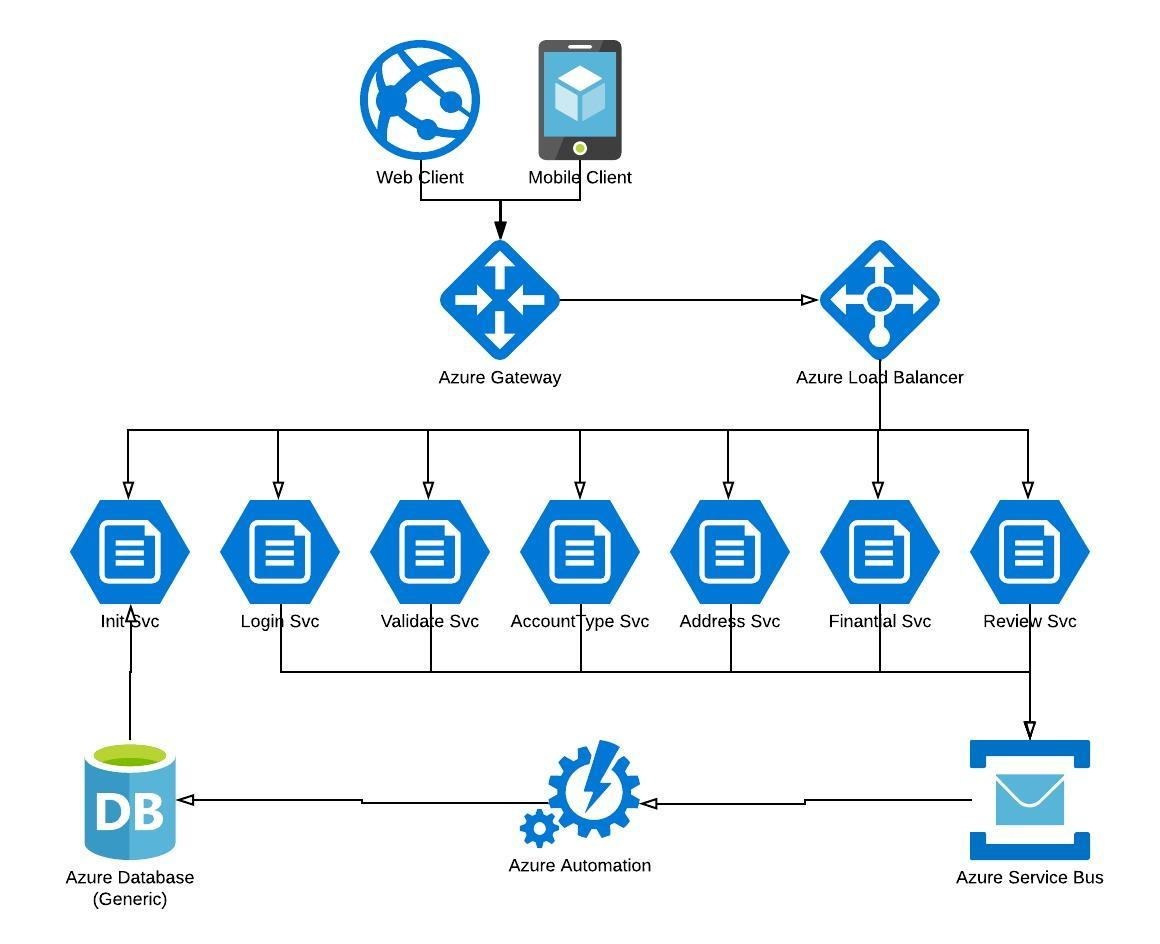 Web Client
Mobile Client
Azure Gateway
Azure Load Balancer
Init Svc
Login Svc
Validate Svc
AccountType Svc
Address Svc
Finantial Svc
Review Svc
DB
Azure Automation
Azure Database
(Generic)
Azure Service Bus